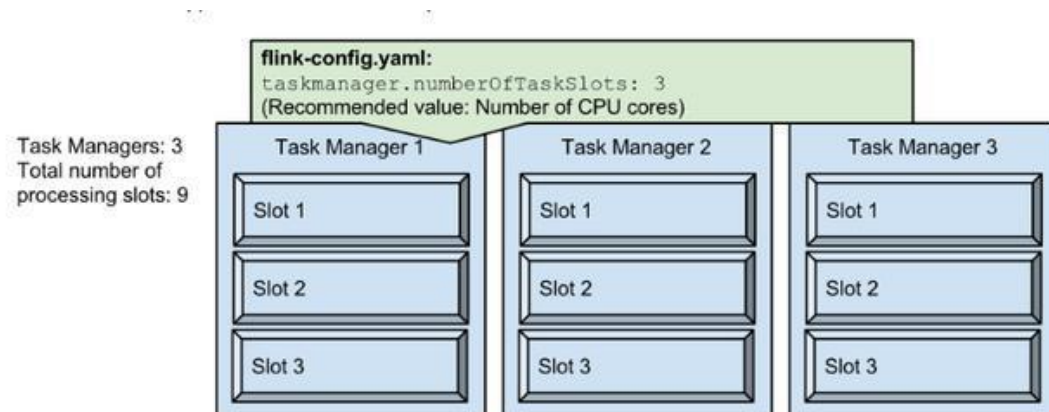 flink-config.yaml:
taskmanager.numberOfTaskSlots: 3
(Recommended value: Number of CPU cores)
Task Managers: 3
Total number of
processing slots: 9
Task Manager 1
Slot 1
Slot 2
Slot 3
Task Manager 2
Slot 1
Slot 2
Slot 3
Task Manager 3
Slot 1
Slot 2
Slot 3